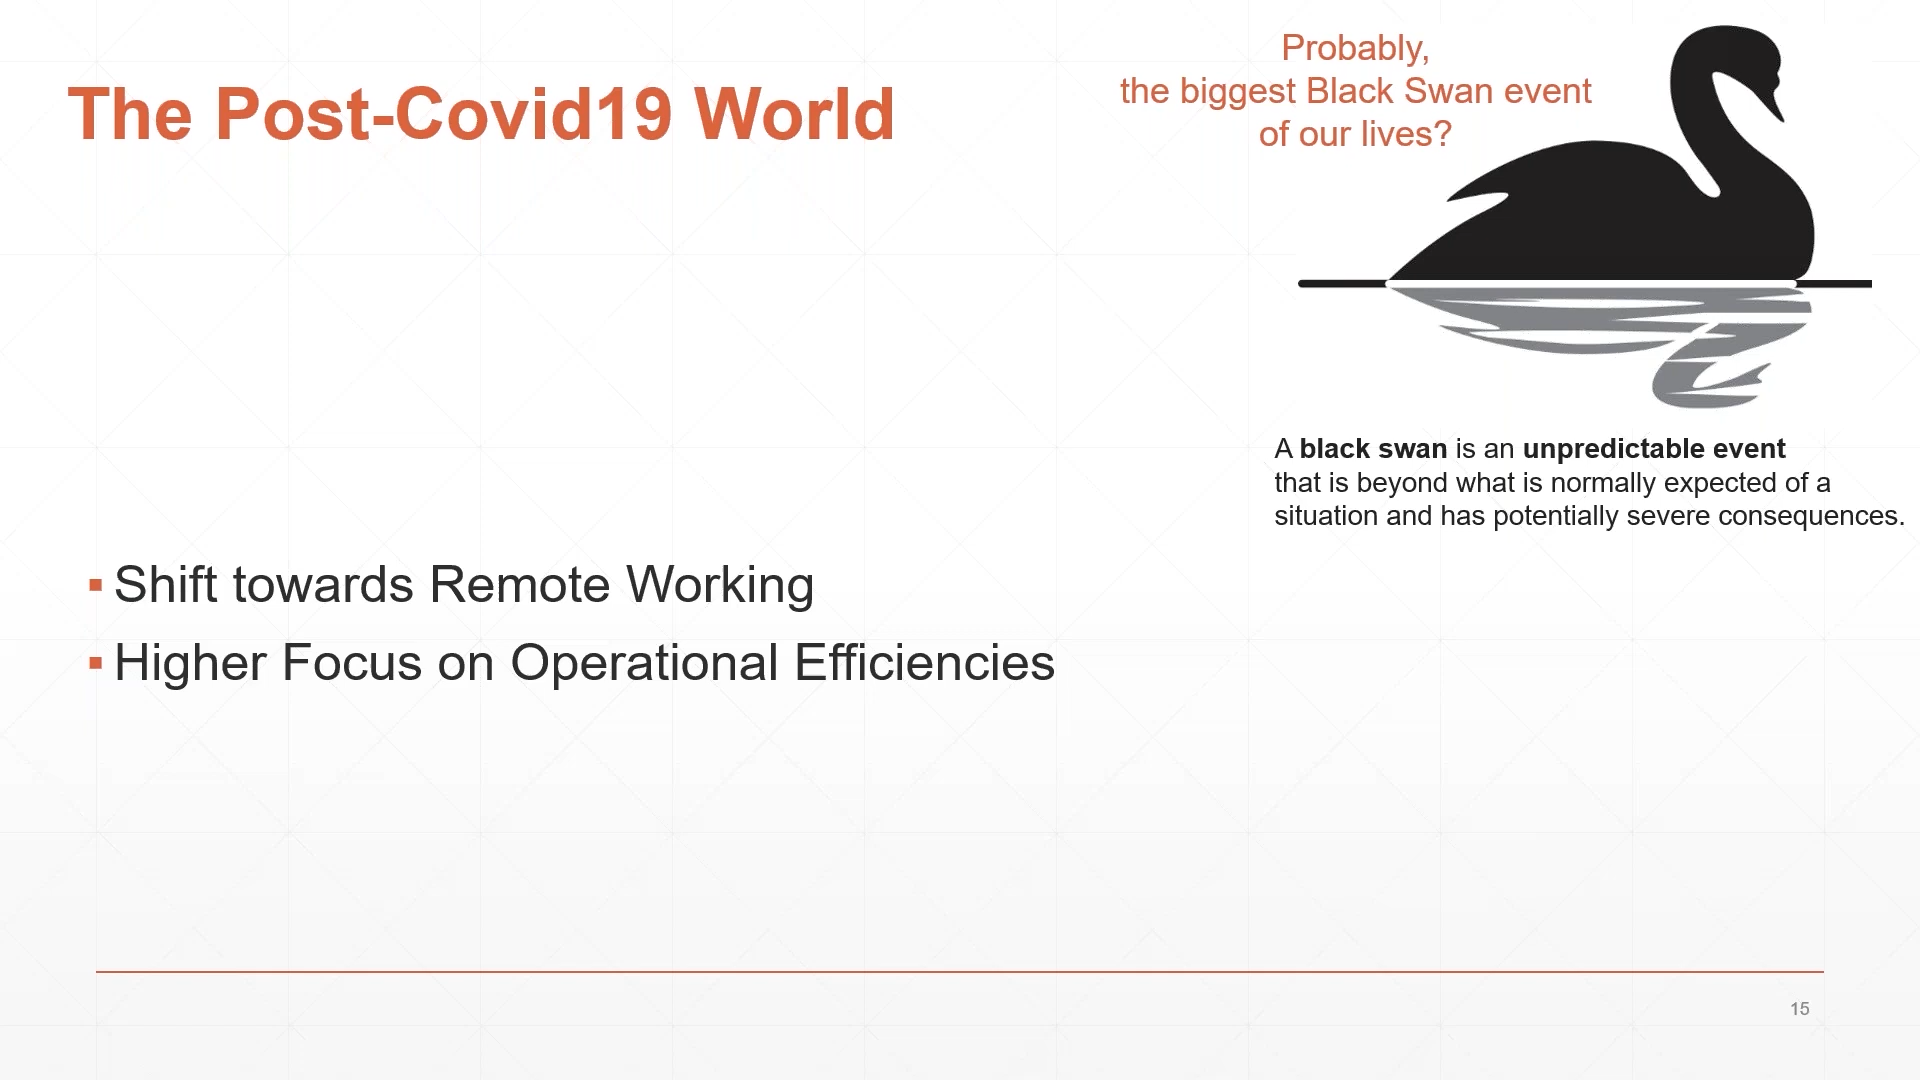 The Post-Covid19 World
Probably,
the biggest Black Swan event
of our lives?
A black swan is an unpredictable event
that is beyond what is normally expected of a
situation and has potentially severe consequences.
▪ Shift towards Remote Working
▪ Higher Focus on Operational Efficiencies
15